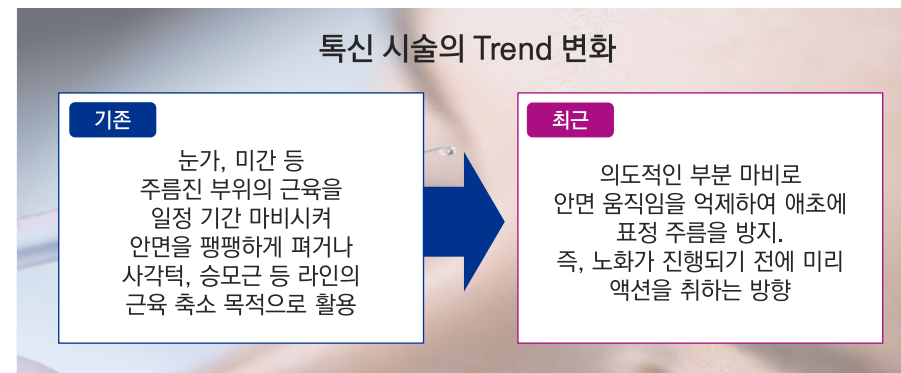 톡신 시술의 Trend 변화
기존
눈가, 미간 등
주름진 부위의 근육을
일정 기간 마비시켜
안면을 팽팽하게 펴거나
사각턱, 승모근 등 라인의
근육 축소 목적으로 활용
최근
의도적인 부분 마비로
안면 움직임을 억제하여 애초에
표정 주름을 방지.
즉, 노화가 진행되기 전에 미리
액션을 취하는 방향